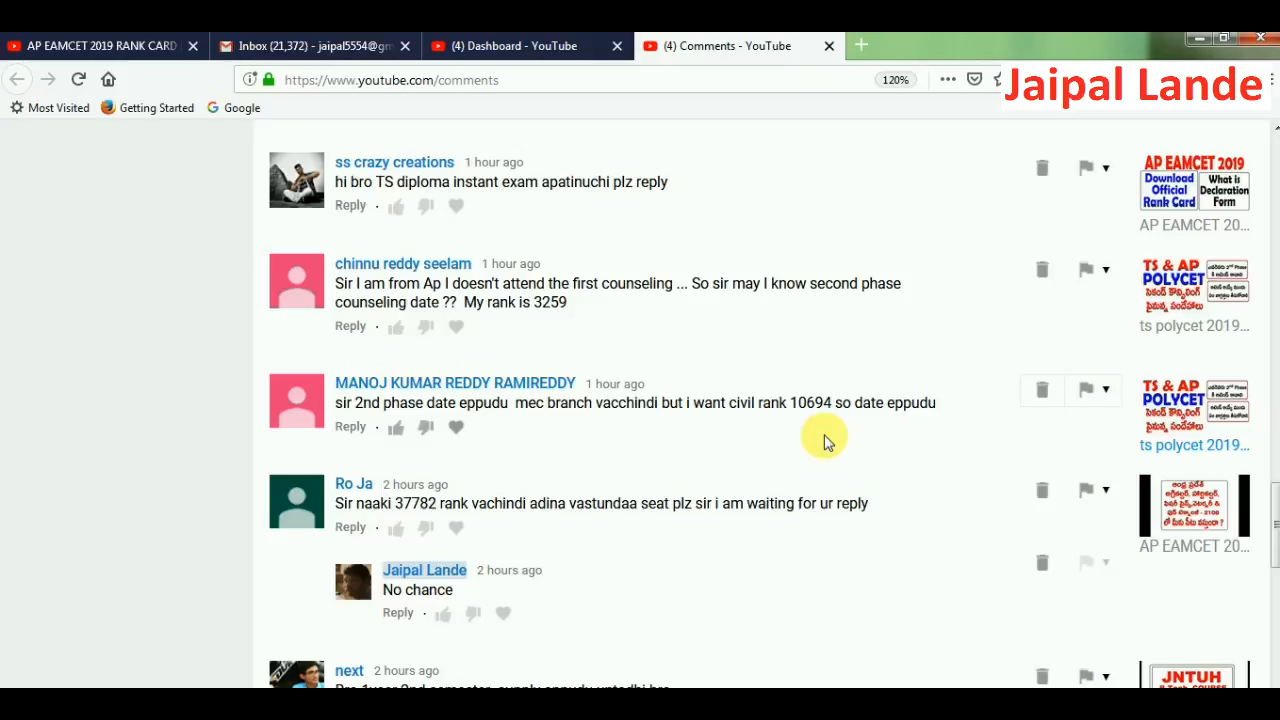 AP EAMCET 2019 RANK CARD
Inbox (21,372) - jaipal5554@gm
(4) Dashboard - YouTube
(4) Comments - YouTube
https://www.youtube.com/comments
120%
Jaipal Lande
Most Visited
Getting Started
Google
ss crazy creations 1 hour ago
hi bro TS diploma instant exam apatinuchi plz reply
Reply
AP EAMCET 2019
Download Official Rank Card
What is Declaration Form
AP EAMCET 20...
chinnu reddy seelam 1 hour ago
Sir I am from Ap I doesn't attend the first counseling ... So sir may I know second phase
counseling date ?? My rank is 3259
Reply
TS & AP
POLYCET
సెకండ్ కౌన్సిలింగ్
పైమన్న సందేహాలు
ts polycet 2019...
MANOJ KUMAR REDDY RAMIREDDY 1 hour ago
sir 2nd phase date eppudu rec branch vacchindi but i want civil rank 10694 so date eppudu
Reply
TS & AP
POLYCET
సెకండ్ కౌన్సిలింగ్
పైమన్న సందేహాలు
ts polycet 2019...
Ro Ja 2 hours ago
Sir naaki 37782 rank vachindi adina vastundaa seat plz sir i am waiting for ur reply
Reply
AP EAMCET 20...
Jaipal Lande 2 hours ago
No chance
Reply
next 2 hours ago
JNTUH